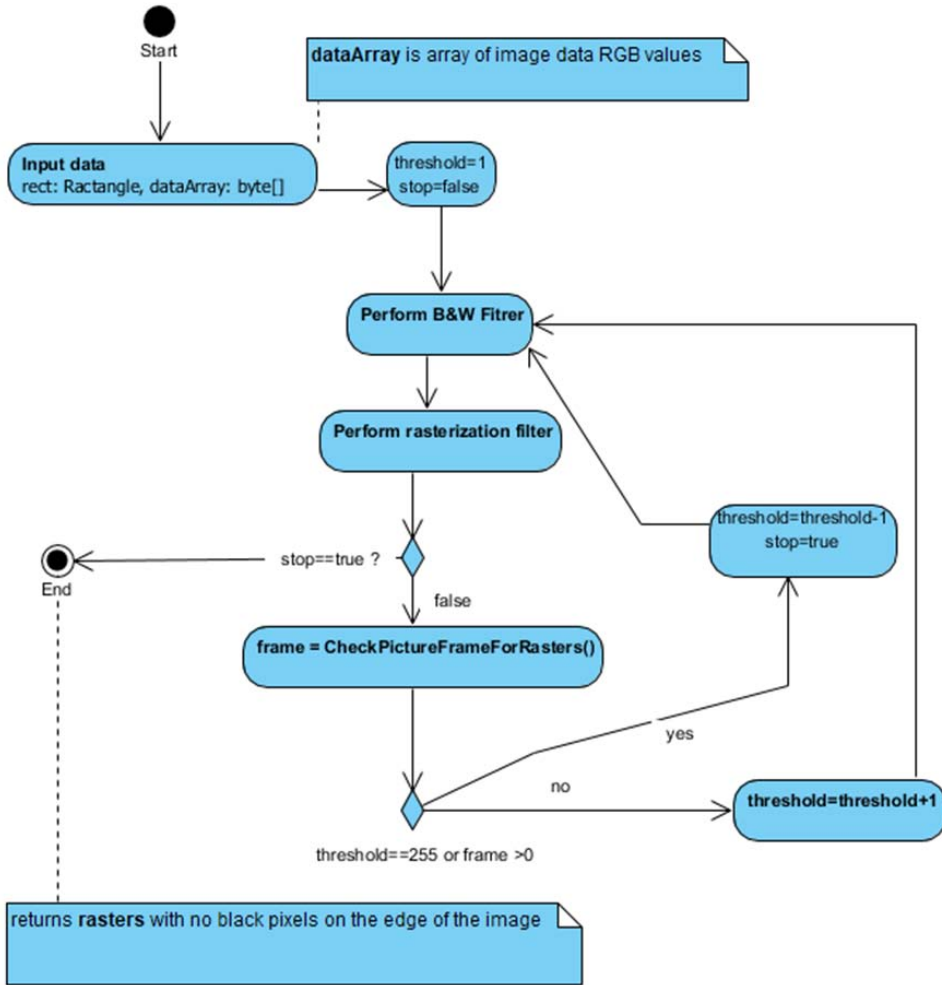 Start
dataArray is array of image data RGB values
Input data
rect: Ractangle, dataArray: byte[]
threshold=1
stop=false
Perform B&W Fitrer
Perform rasterization filter
threshold=threshold-1
stop=true
stop==true ?
End
false
frame = CheckPictureFrameForRasters()
yes
no
threshold=threshold+1
threshold==255 or frame >0
returns rasters with no black pixels on the edge of the image